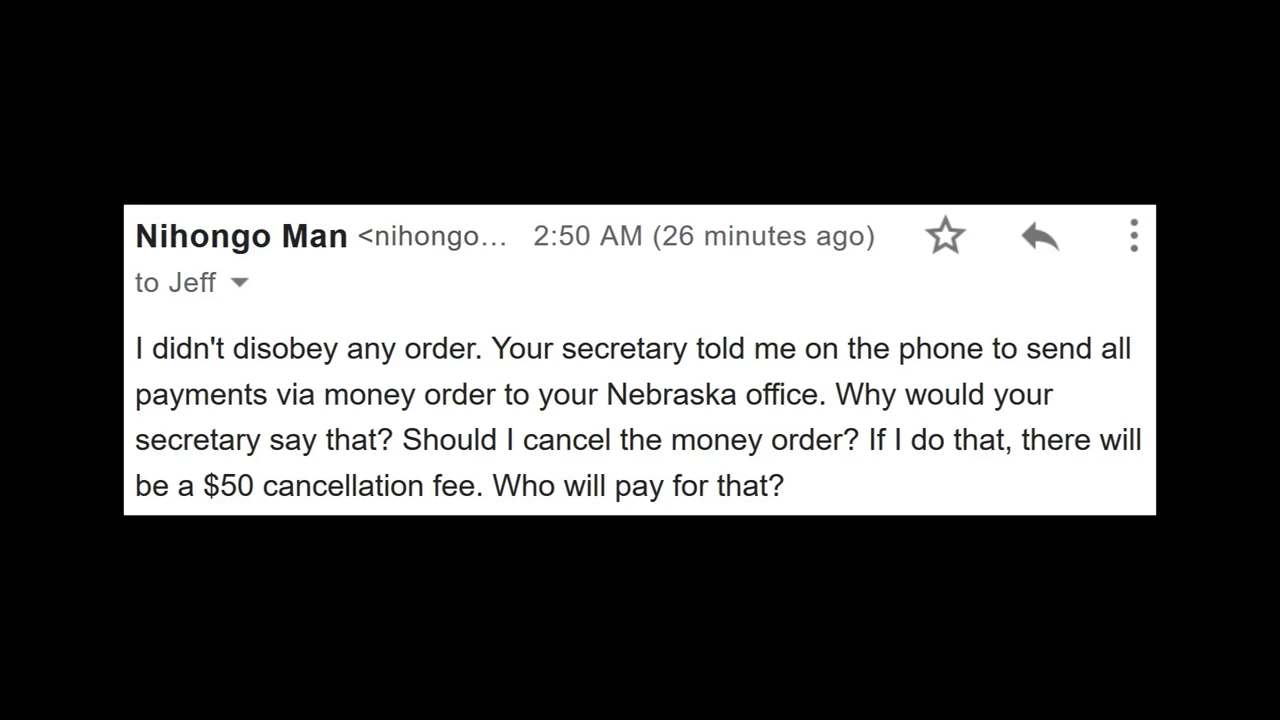 Nihongo Man <nihongo... 2:50 AM (26 minutes ago)
to Jeff
I didn't disobey any order. Your secretary told me on the phone to send all
payments via money order to your Nebraska office. Why would your
secretary say that? Should I cancel the money order? If I do that, there will
be a $50 cancellation fee. Who will pay for that?